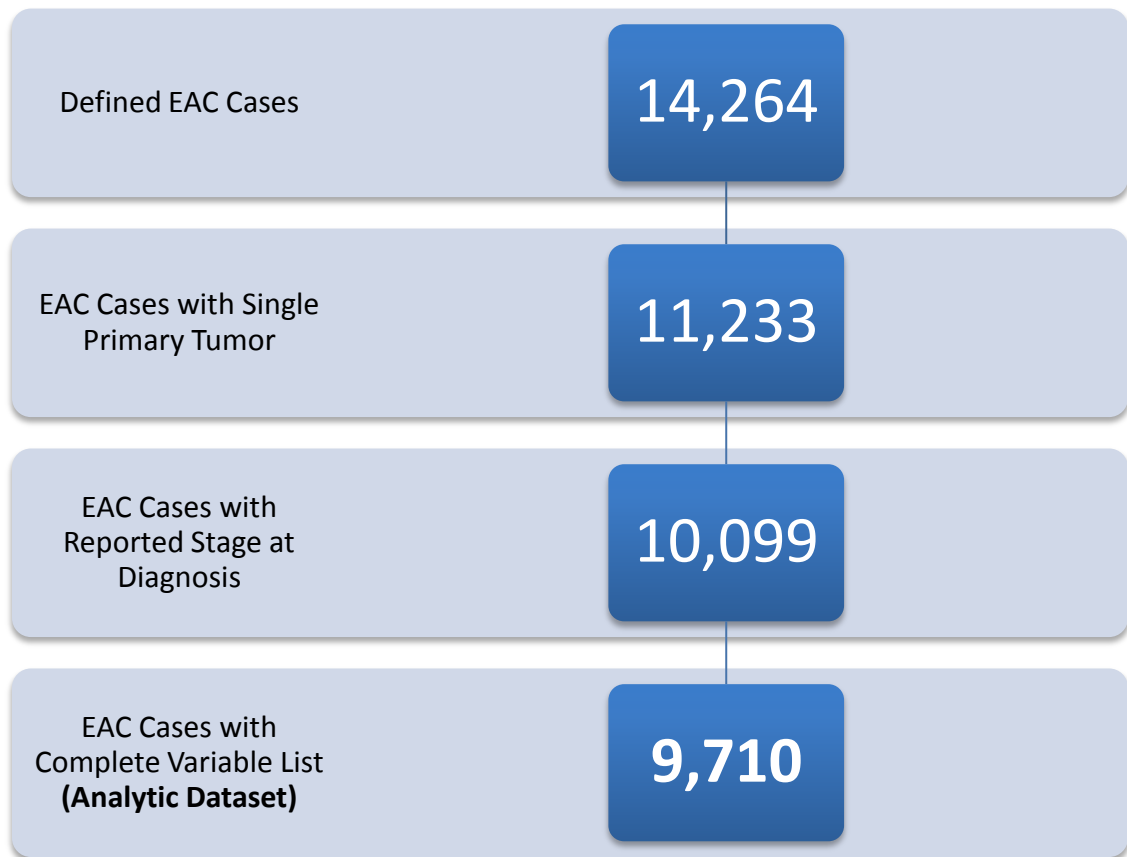 Defined EAC Cases
14,264
EAC Cases with Single
Primary Tumor
11,233
EAC Cases with
Reported Stage at
Diagnosis
10,099
EAC Cases with
Complete Variable List
(Analytic Dataset)
9,710